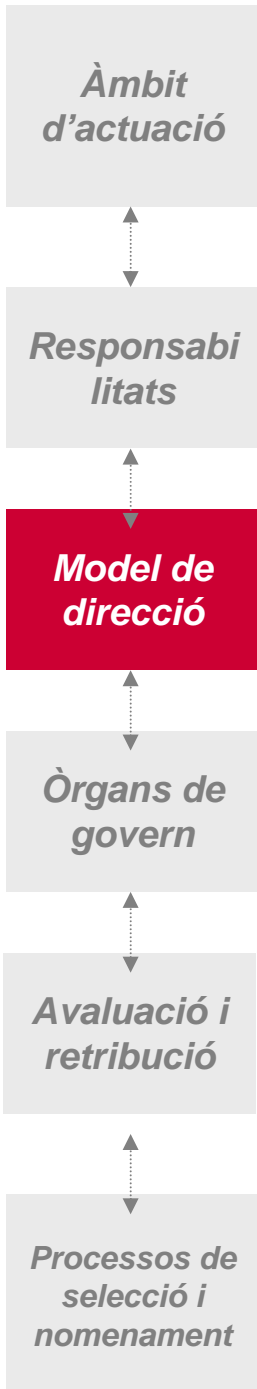 Àmbit
d’actuació
Responsabi
litats
Model de
direcció
Òrgans de
govern
Avaluació i
retribució
Processos de
selecció i
nomenament